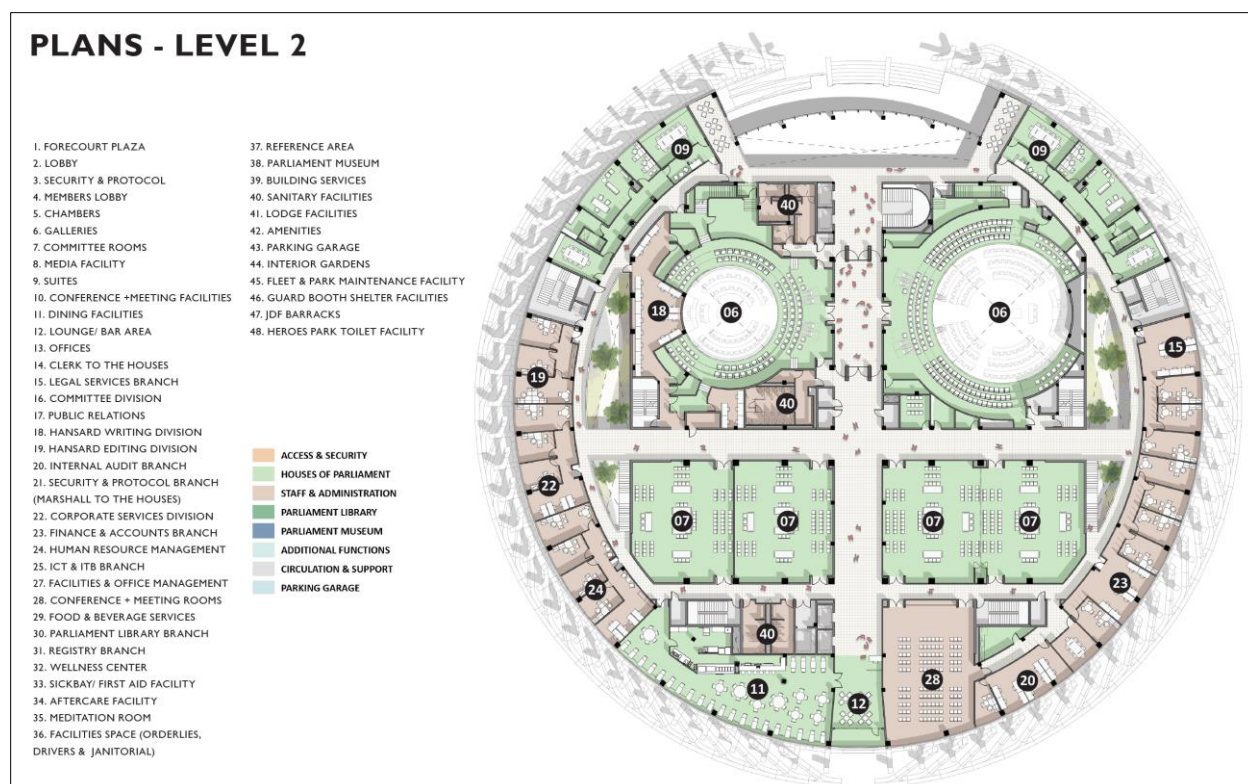 PLANS - LEVEL 2
1. FORECOURT PLAZA
2. LOBBY
3. SECURITY & PROTOCOL
4. MEMBERS LOBBY
5. CHAMBERS
6. GALLERIES
7. COMMITTEE ROOMS
8. MEDIA FACILITY
9. SUITES
10. CONFERENCE +MEETING FACILITIES
11. DINING FACILITIES
12. LOUNGE/ BAR AREA
13. OFFICES
14. CLERK TO THE HOUSES
15. LEGAL SERVICES BRANCH
16. COMMITTEE DIVISION
17. PUBLIC RELATIONS
18. HANSARD WRITING DIVISION
19. HANSARD EDITING DIVISION
20. INTERNAL AUDIT BRANCH
21. SECURITY & PROTOCOL BRANCH
(MARSHALL TO THE HOUSES)
22. CORPORATE SERVICES DIVISION
23. FINANCE & ACCOUNTS BRANCH
24. HUMAN RESOURCE MANAGEMENT
25. ICT & ITB BRANCH
27. FACILITIES & OFFICE MANAGEMENT
28. CONFERENCE + MEETING ROOMS
29. FOOD & BEVERAGE SERVICES
30. PARLIAMENT LIBRARY BRANCH
31. REGISTRY BRANCH
32. WELLNESS CENTER
33. SICKBAY/ FIRST AID FACILITY
34. AFTERCARE FACILITY
35. MEDITATION ROOM
36. FACILITIES SPACE (ORDERLIES,
DRIVERS & JANITORIAL)
37. REFERENCE AREA
38. PARLIAMENT MUSEUM
39. BUILDING SERVICES
40. SANITARY FACILITIES
41. LODGE FACILITIES
42. AMENITIES
43. PARKING GARAGE
44. INTERIOR GARDENS
45. FLEET & PARK MAINTENANCE FACILITY
46. GUARD BOOTH SHELTER FACILITIES
47. JDF BARRACKS
48. HEROES PARK TOILET FACILITY
ACCESS & SECURITY
HOUSES OF PARLIAMENT
STAFF & ADMINISTRATION
PARLIAMENT LIBRARY
PARLIAMENT MUSEUM
ADDITIONAL FUNCTIONS
CIRCULATION & SUPPORT
PARKING GARAGE
09
09
40
18
06
06
15
19
40
22
07
07
07
07
24
23
40
11
12
28
20